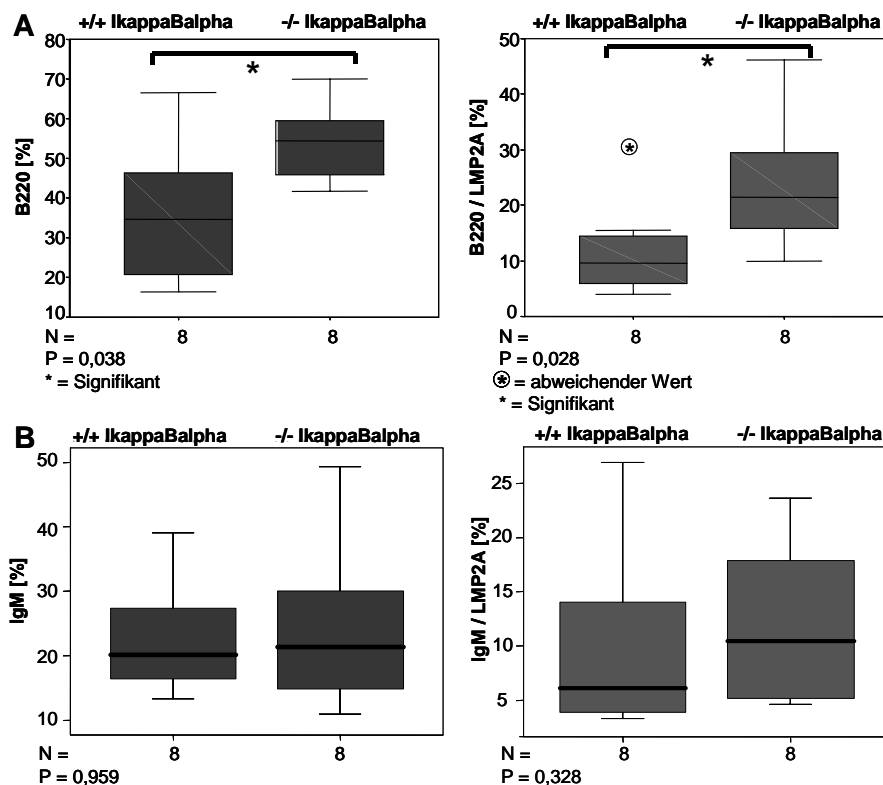 A
+/+ IkappaBalpha -/- IkappaBalpha
B220 [%]
80
70
60
50
40
30
20
10
*
N = 8 8
P = 0,038
* = Signifikant
+/+ IkappaBalpha -/- IkappaBalpha
B220 / LMP2A [%]
50
40
30
20
10
0
*
*
N = 8 8
P = 0,028
* = abweichender Wert
* = Signifikant
B
+/+ IkappaBalpha -/- IkappaBalpha
IgM [%]
50
40
30
20
10
N = 8 8
P = 0,959
+/+ IkappaBalpha -/- IkappaBalpha
IgM / LMP2A [%]
25
20
15
10
5
N = 8 8
P = 0,328